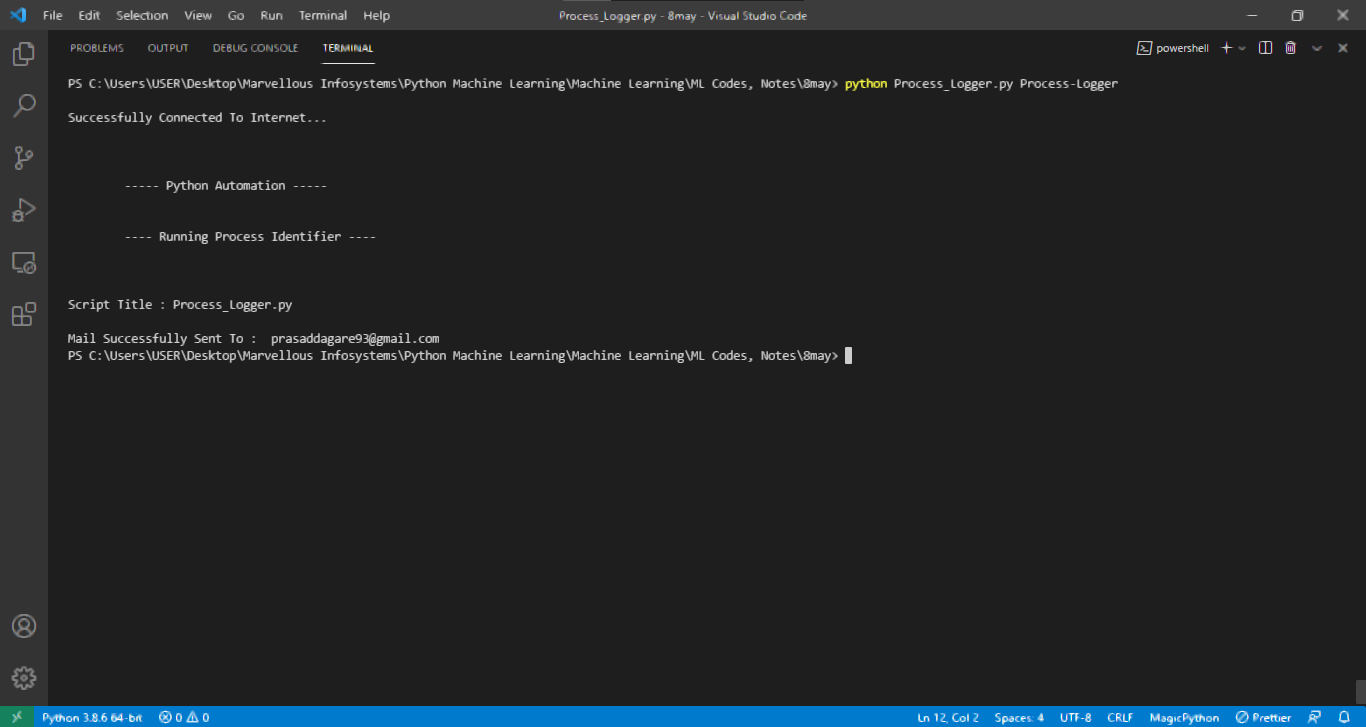 File Edit Selection View Go Run Terminal Help Process_Logger.py - 8may - Visual Studio Code
PROBLEMS OUTPUT DEBUG CONSOLE TERMINAL powershell
PS C:\Users\USER\Desktop\Marvellous Infosystems\Python Machine Learning\Machine Learning\ML Codes, Notes\8may> python Process_Logger.py Process-Logger
Successfully Connected To Internet...
----- Python Automation -----
---- Running Process Identifier ----
Script Title : Process_Logger.py
Mail Successfully Sent To :  prasaddagare93@gmail.com
PS C:\Users\USER\Desktop\Marvellous Infosystems\Python Machine Learning\Machine Learning\ML Codes, Notes\8may>
Python 3.8.6 64-bit 0 0 Ln 12, Col 2 Spaces: 4 UTF-8 CRLF MagicPython Prettier